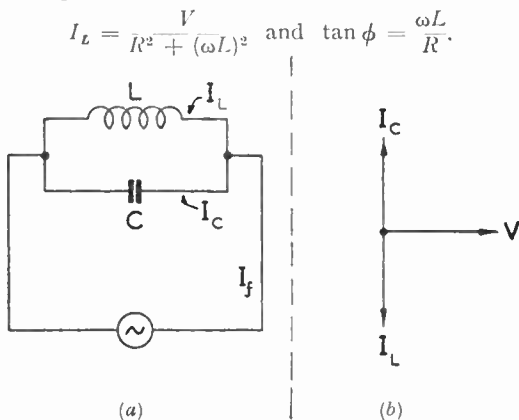 I_L = V / R² + (ωL)² and tan φ = ωL / R.
L I_L
C I_C
I_f
~
(a)
I_C
V
I_L
(b)